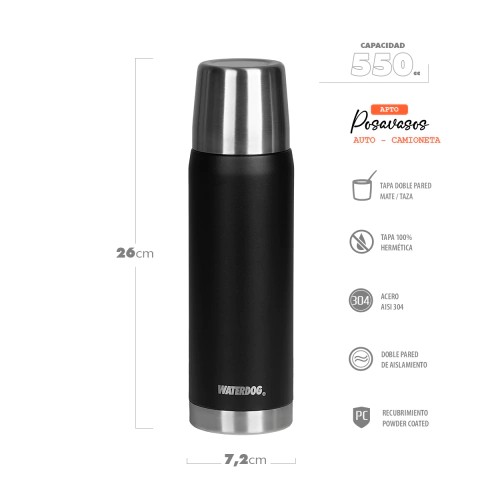 CAPACIDAD
550cc
APTO
Posavasos
AUTO - CAMIONETA
TAPA DOBLE PARED
MATE / TAZA
26cm
TAPA 100%
HERMÉTICA
304
ACERO
AISI 304
DOBLE PARED
DE AISLAMIENTO
WATERDOG®
PC
RECUBRIMIENTO
POWDER COATED
7,2cm